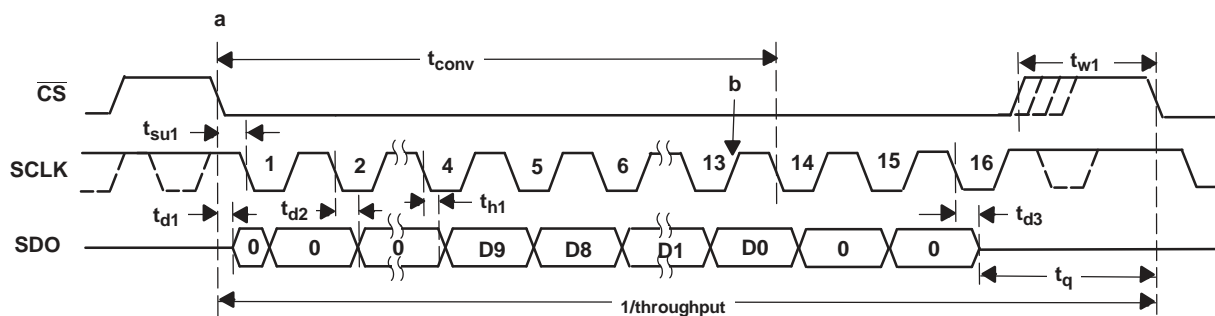 a
t_conv
t_w1
b
C̅S̅
t_su1
SCLK
1 2 4 5 6 13 14 15 16
t_d1
t_d2
t_h1
t_d3
SDO
0 0 0 D9 D8 D1 D0 0 0
t_q
1/throughput